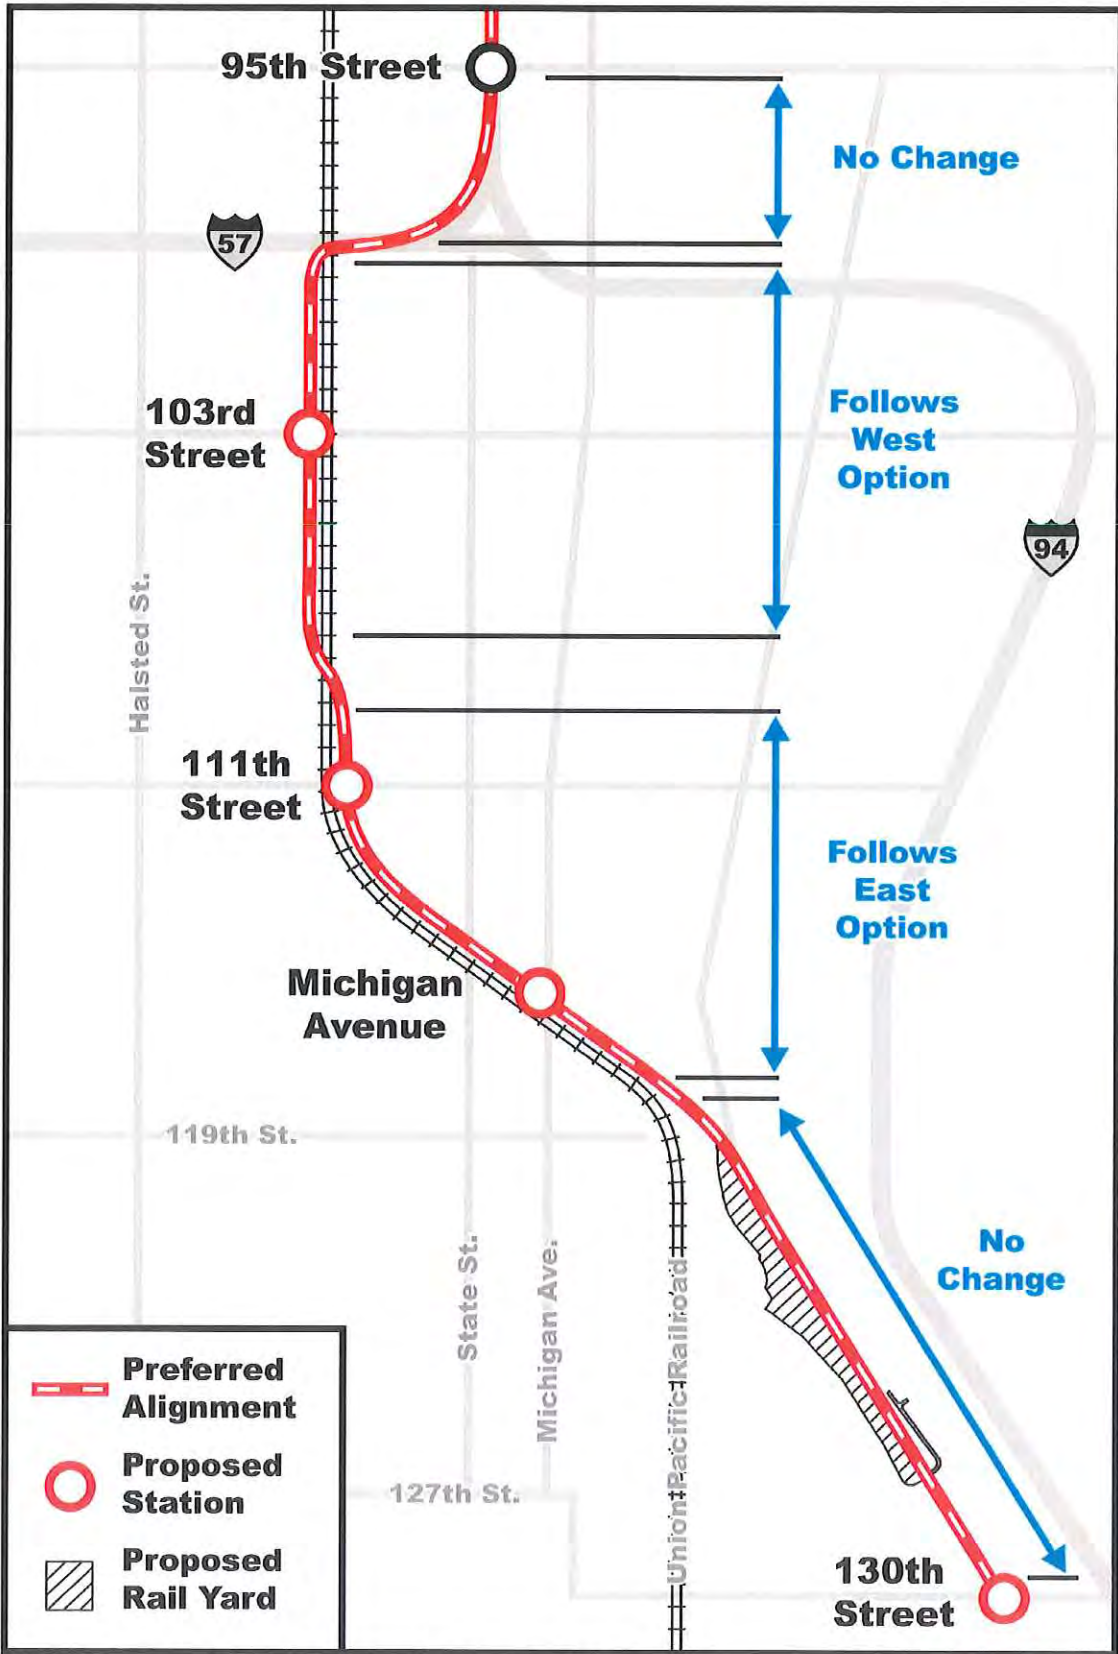 95th Street
No Change
57
103rd
Street
Follows
West
Option
94
Halsted St.
111th
Street
Follows
East
Option
Michigan
Avenue
119th St.
No
Change
State St.
Michigan Ave.
Union Pacific Railroad
127th St.
130th
Street
Preferred
Alignment
Proposed
Station
Proposed
Rail Yard